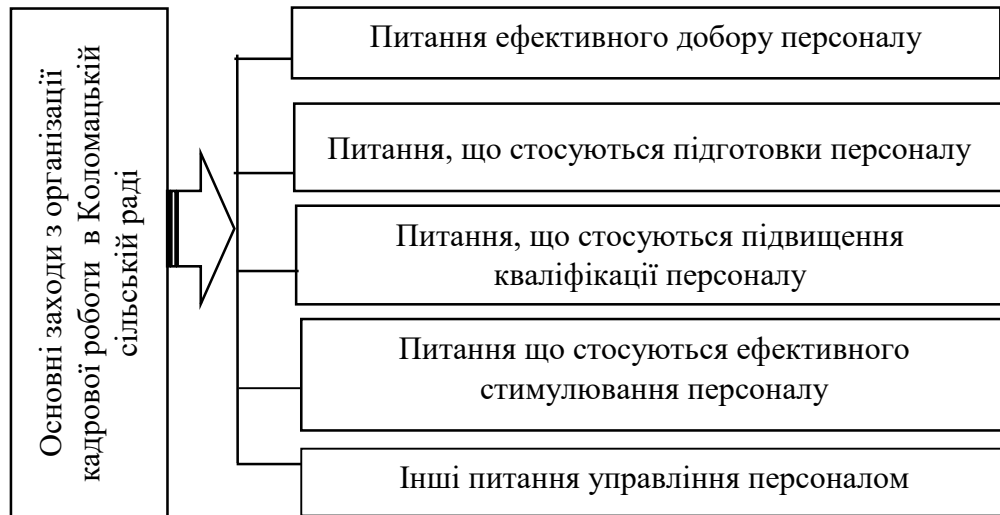 Основні заходи з організації
кадрової роботи в Коломацькій
сільській раді
Питання ефективного добору персоналу
Питання, що стосуються підготовки персоналу
Питання, що стосуються підвищення
кваліфікації персоналу
Питання що стосуються ефективного
стимулювання персоналу
Інші питання управління персоналом